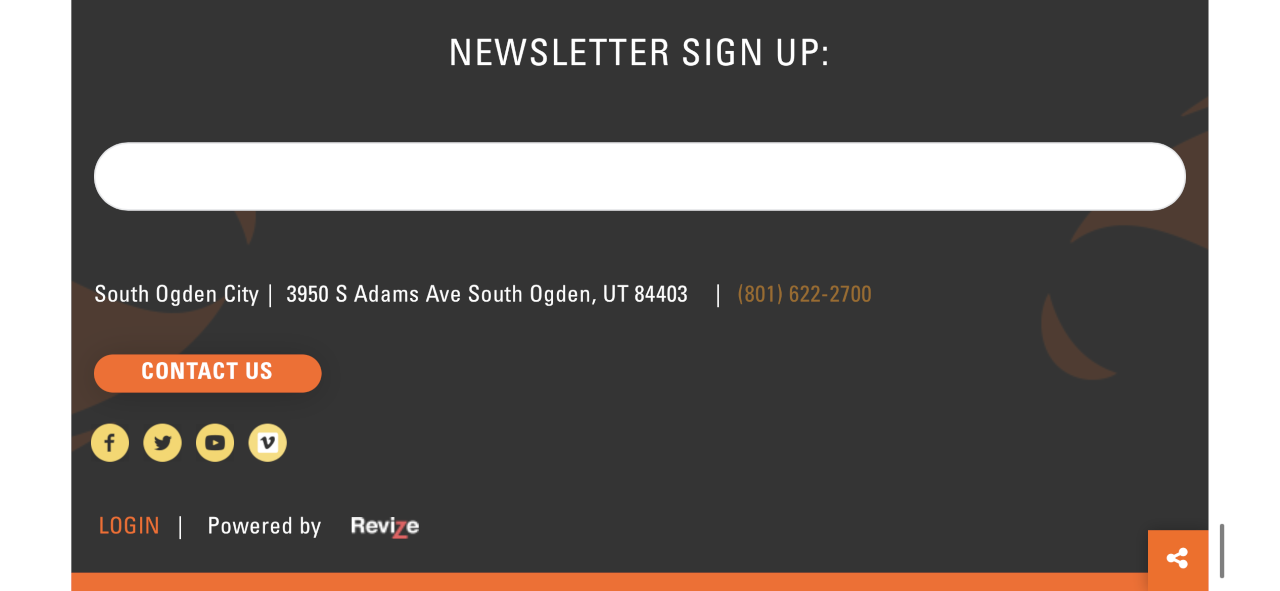 NEWSLETTER SIGN UP:
South Ogden City | 3950 S Adams Ave South Ogden, UT 84403 | (801) 622-2700
CONTACT US
LOGIN | Powered by Revize